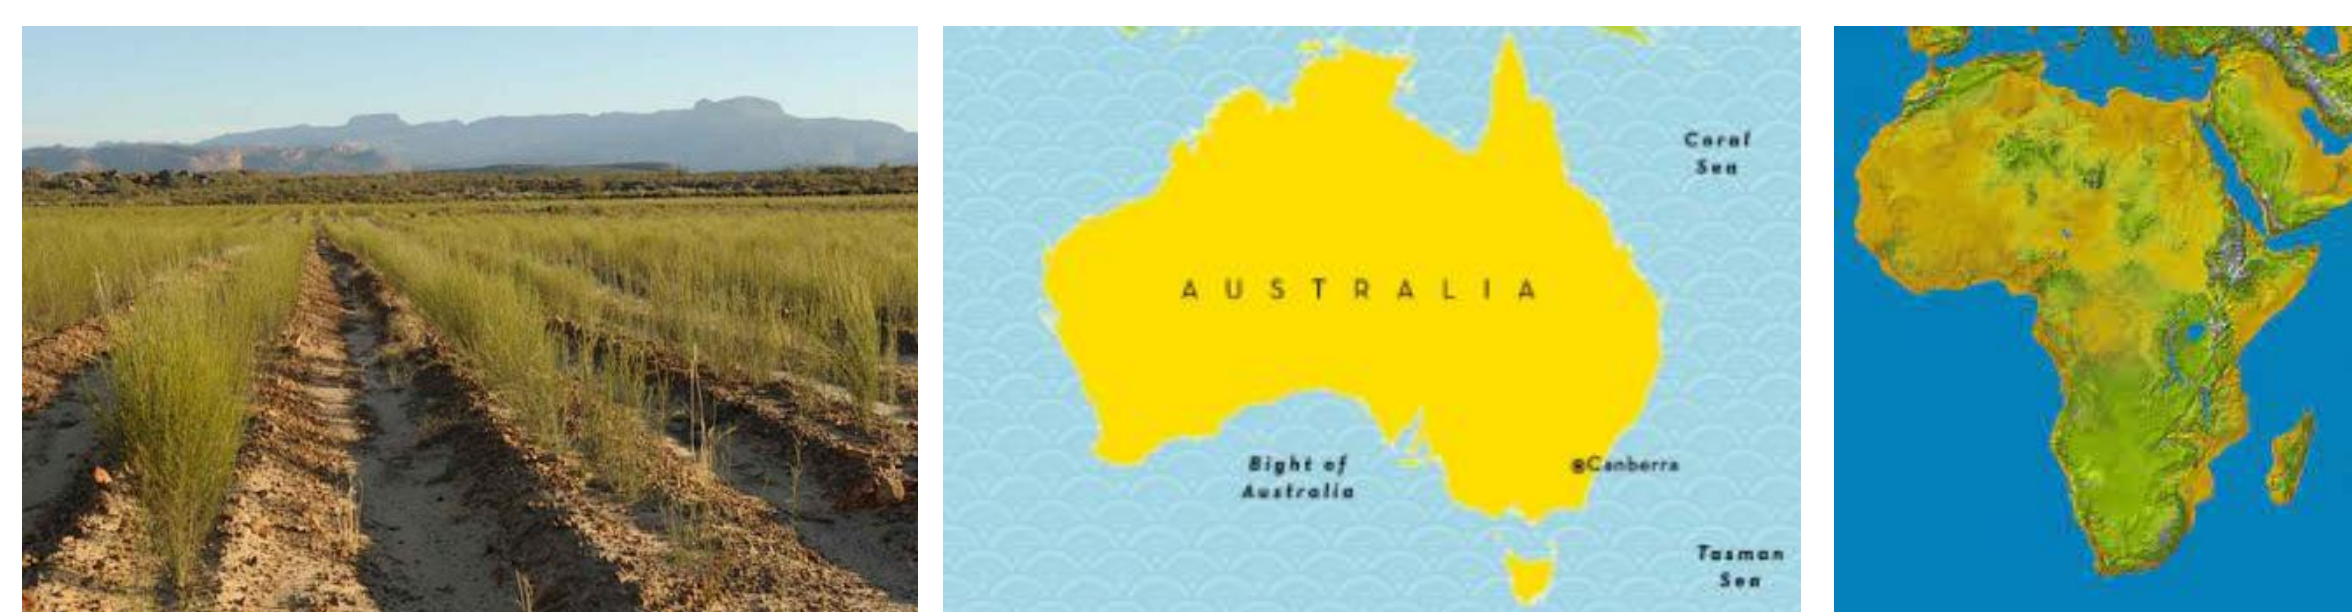 Coral
Sea
AUSTRALIA
Bight of
Australia
Canberra
Tasman
Sea